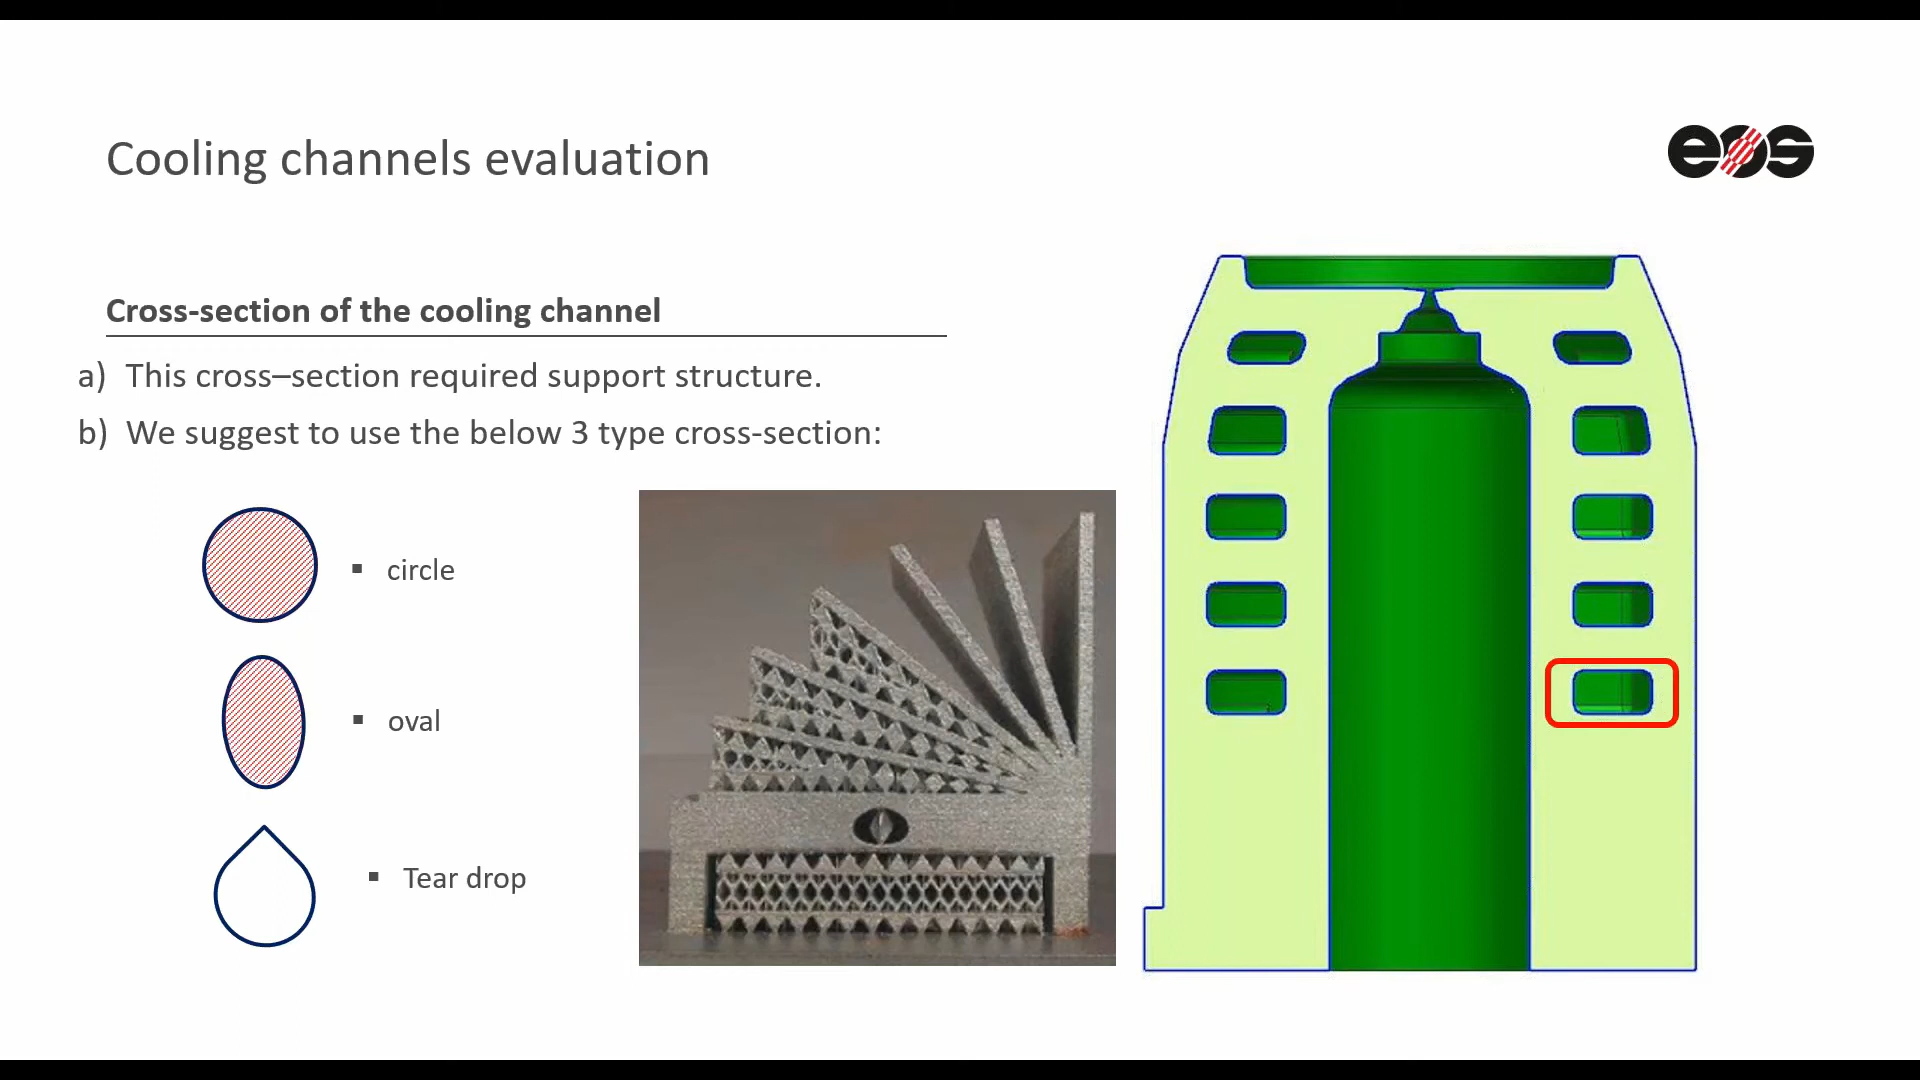 Cooling channels evaluation
eos
Cross-section of the cooling channel
a) This cross–section required support structure.
b) We suggest to use the below 3 type cross-section:
▪ circle
▪ oval
▪ Tear drop